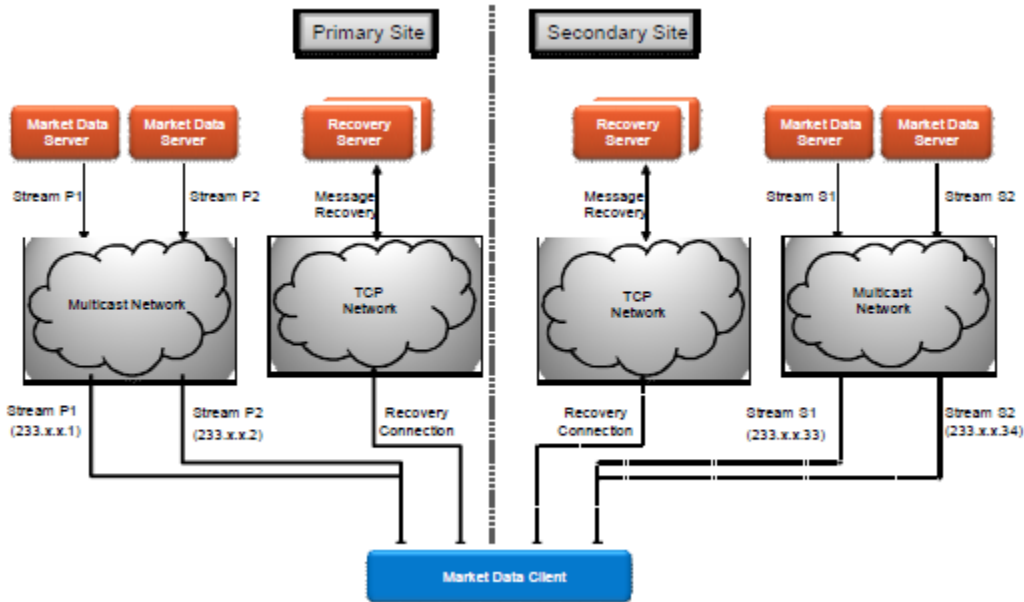 Primary Site
Secondary Site
Market Data
Server
Market Data
Server
Recovery
Server
Recovery
Server
Market Data
Server
Market Data
Server
Stream P1
Stream P2
Message
Recovery
Message
Recovery
Stream S1
Stream S2
Multicast Network
TCP
Network
TCP
Network
Multicast
Network
Stream P1
(233.x.x.1)
Stream P2
(233.x.x.2)
Recovery
Connection
Recovery
Connection
Stream S1
(233.x.x.33)
Stream S2
(233.x.x.34)
Market Data Client